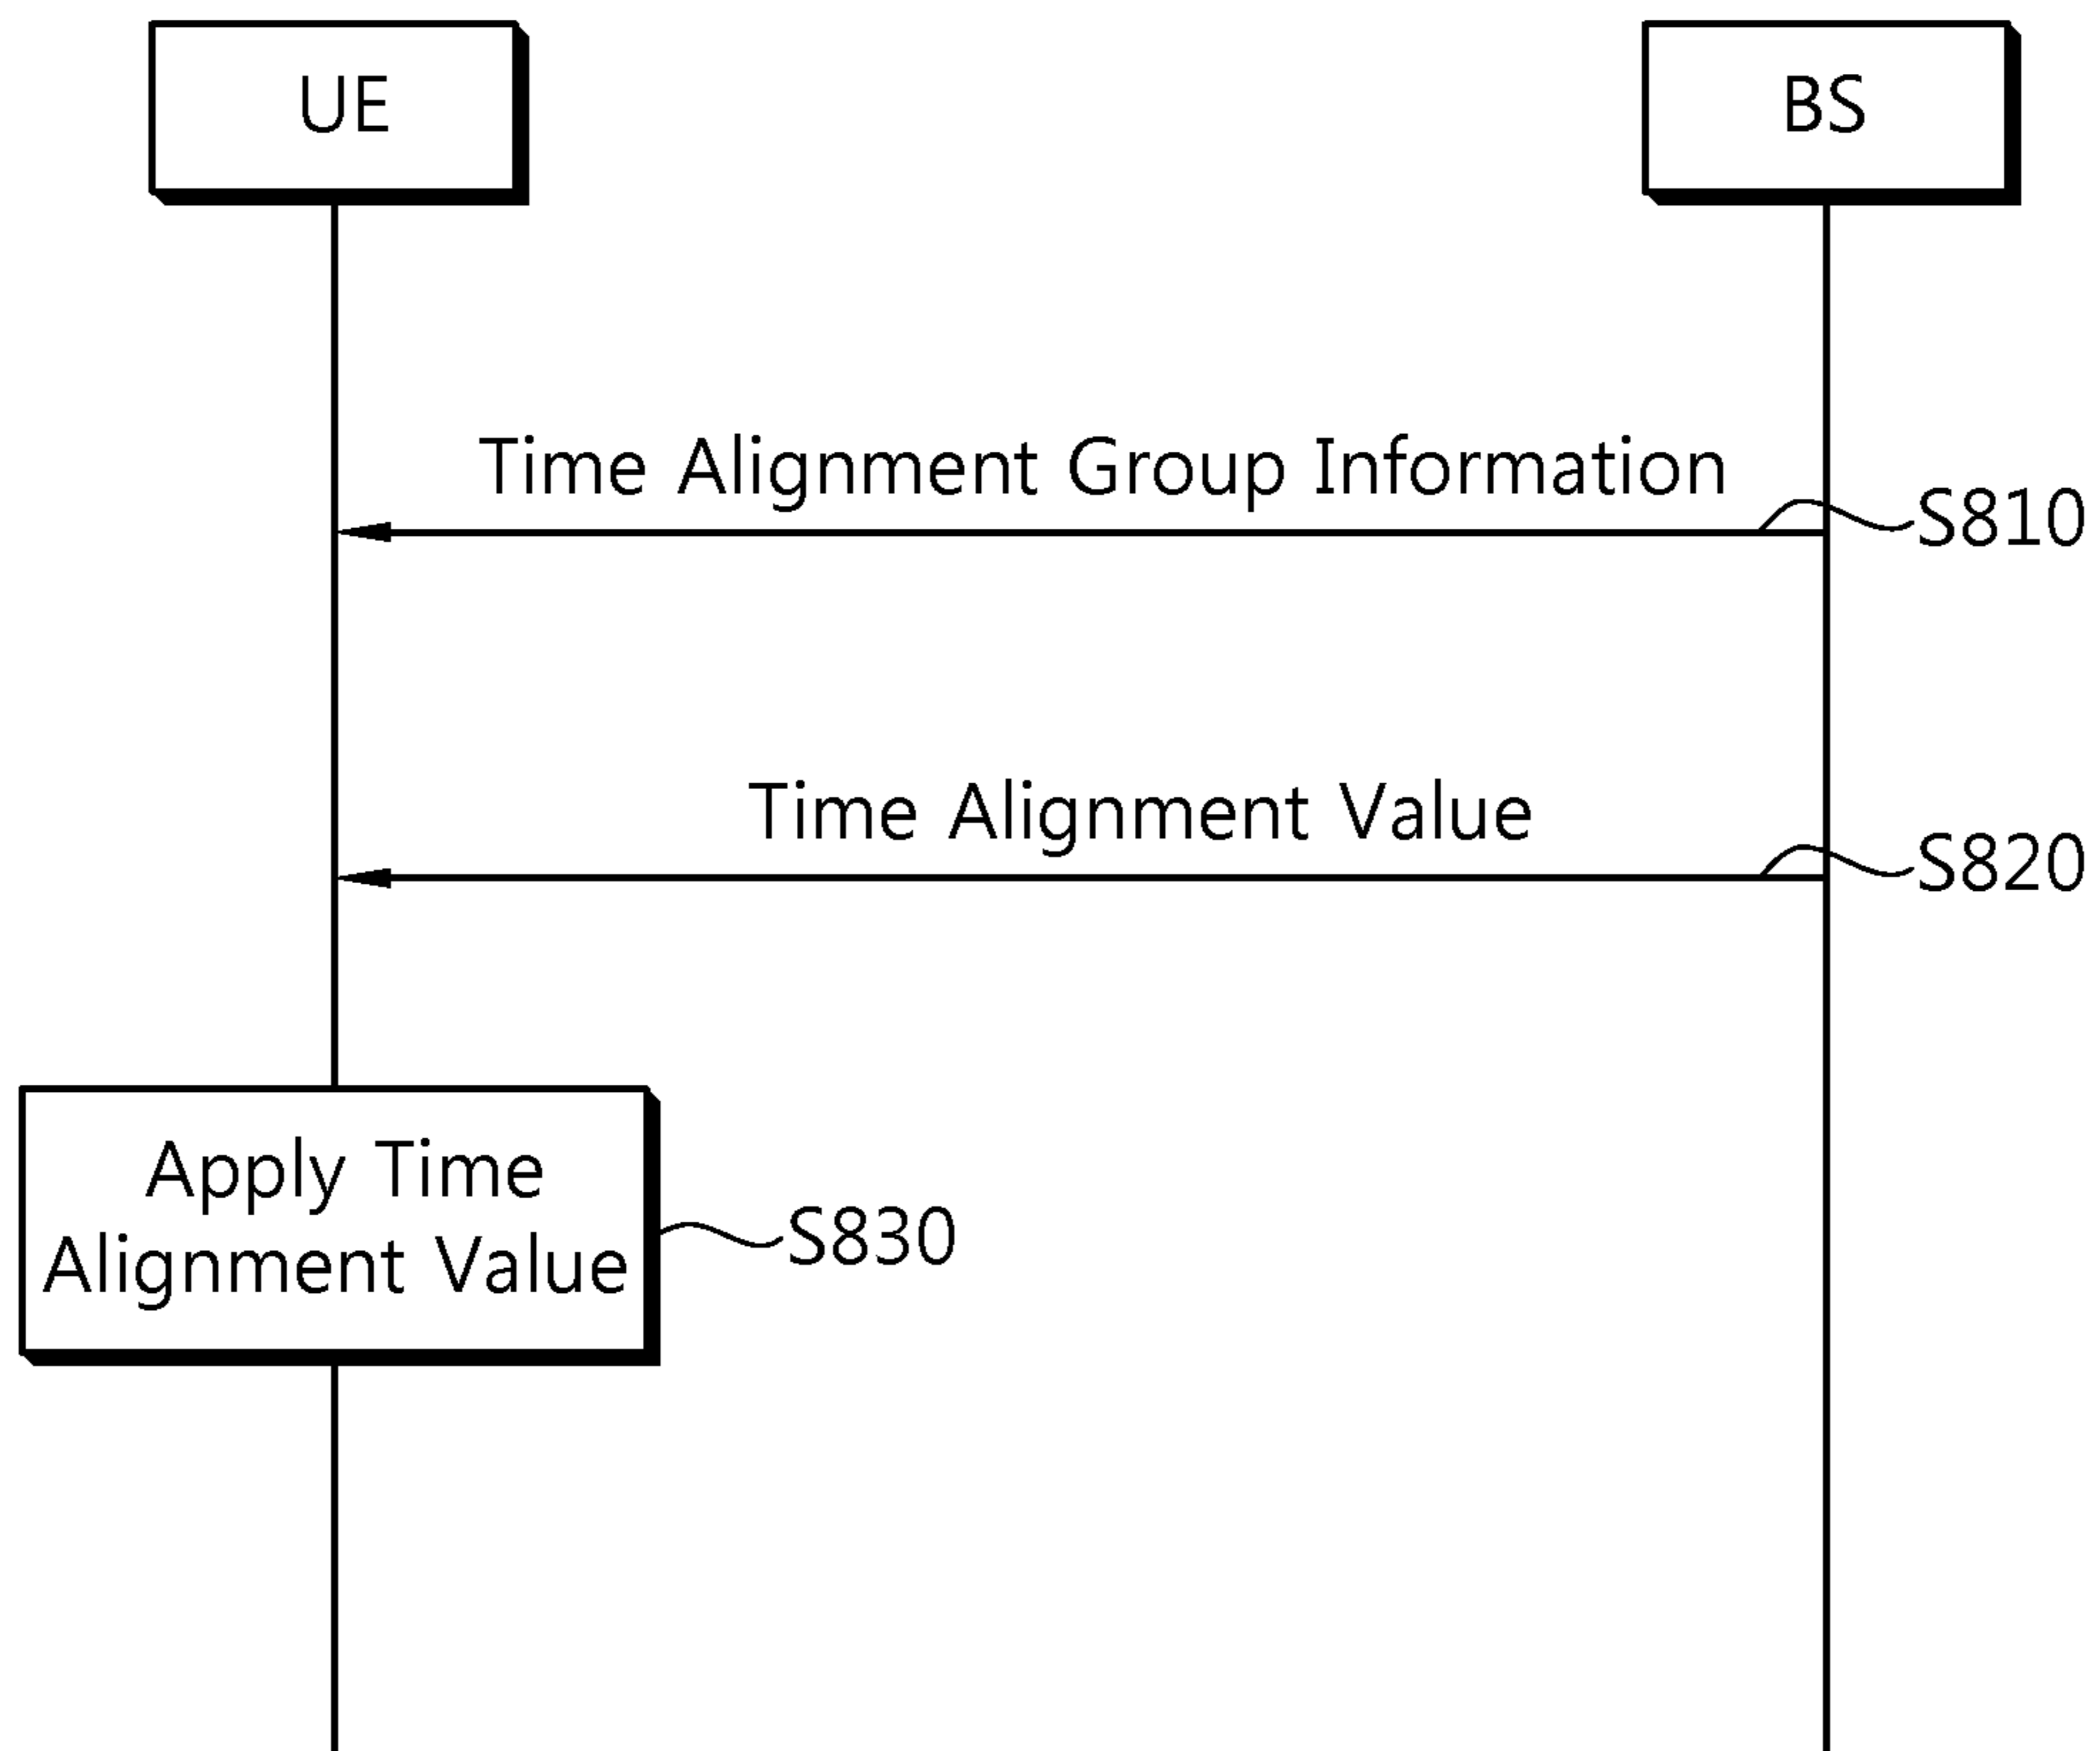 UE
BS
Time Alignment Group Information
S810
Time Alignment Value
S820
Apply Time
Alignment Value
S830